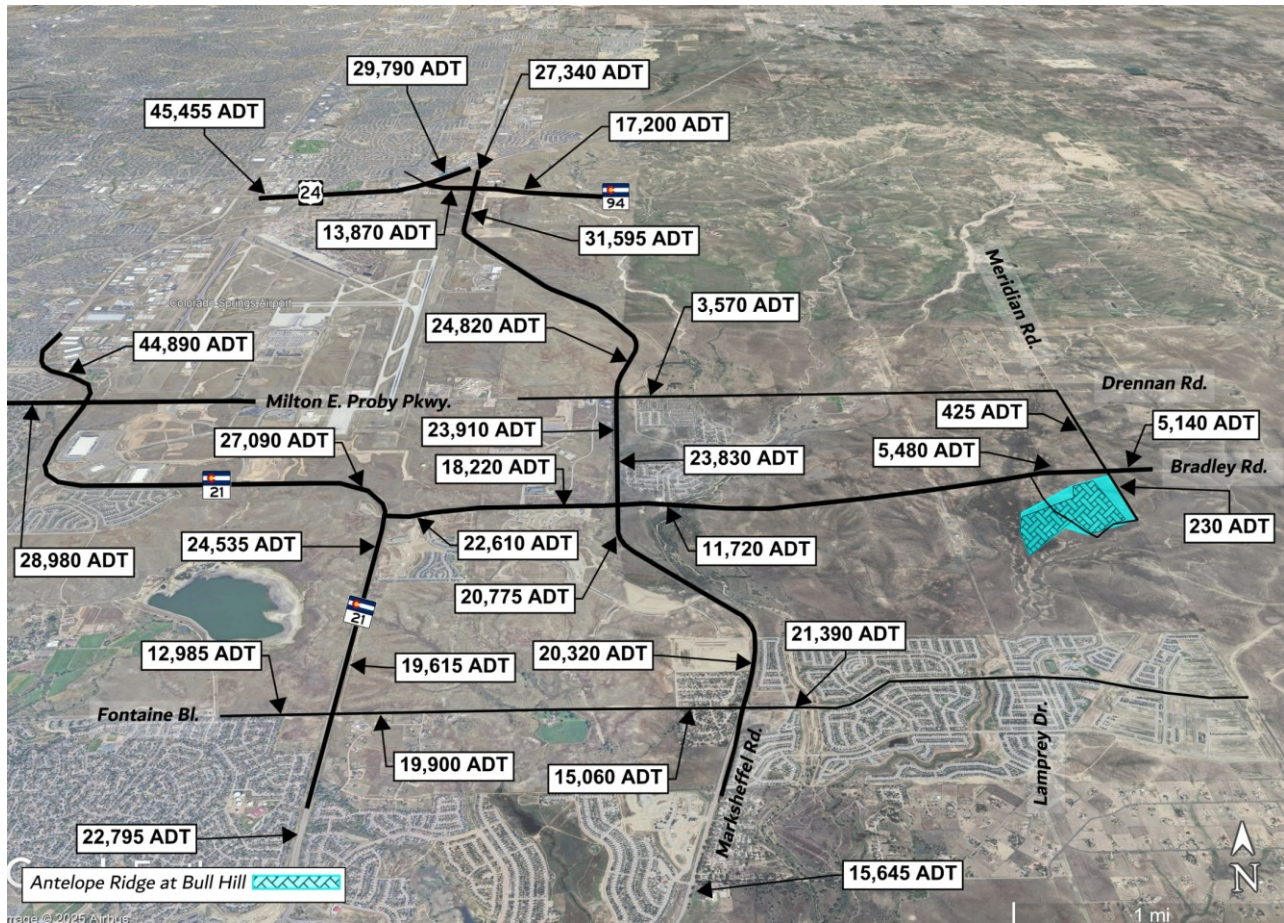 29,790 ADT
27,340 ADT
45,455 ADT
17,200 ADT
24
94
13,870 ADT
31,595 ADT
Meridian Rd.
Colorado Springs Airport
3,570 ADT
24,820 ADT
44,890 ADT
Drennan Rd.
Milton E. Proby Pkwy.
425 ADT
27,090 ADT
23,910 ADT
5,140 ADT
5,480 ADT
18,220 ADT
23,830 ADT
Bradley Rd.
21
230 ADT
24,535 ADT
22,610 ADT
11,720 ADT
28,980 ADT
20,775 ADT
21
21,390 ADT
12,985 ADT
19,615 ADT
20,320 ADT
Fontaine Bl.
19,900 ADT
15,060 ADT
Marksheffel Rd.
Lamprey Dr.
22,795 ADT
15,645 ADT
N
Antelope Ridge at Bull Hill
1 mi
© 2025 Airbus